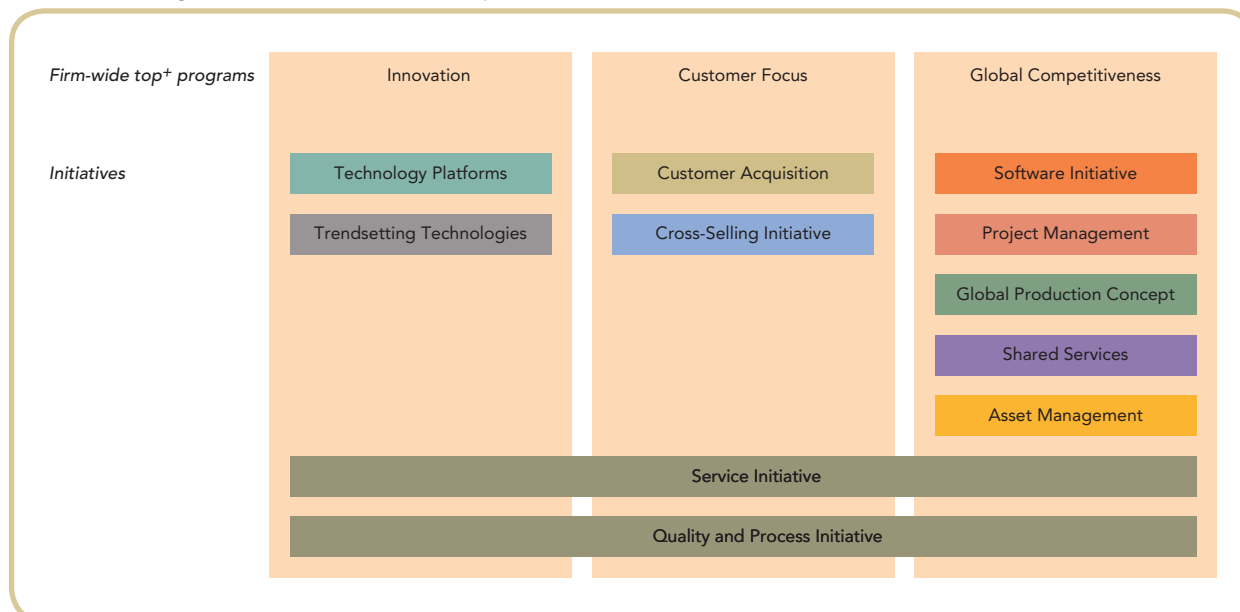 Firm-wide top+ programs
Innovation
Customer Focus
Global Competitiveness
Initiatives
Technology Platforms
Customer Acquisition
Software Initiative
Trendsetting Technologies
Cross-Selling Initiative
Project Management
Global Production Concept
Shared Services
Asset Management
Service Initiative
Quality and Process Initiative